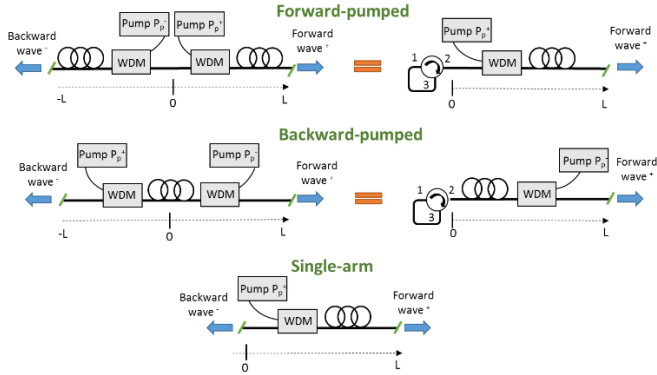 Forward-pumped
Backward wave -
Pump Pp-
Pump Pp+
WDM
WDM
Forward wave +
-L
0
L
1
2
3
Pump Pp+
WDM
Forward wave +
0
L
Backward-pumped
Backward wave -
Pump Pp+
Pump Pp-
WDM
WDM
Forward wave +
-L
0
L
1
2
3
WDM
Pump Pp-
Forward wave +
0
L
Single-arm
Backward wave -
Pump Pp+
WDM
Forward wave +
0
L